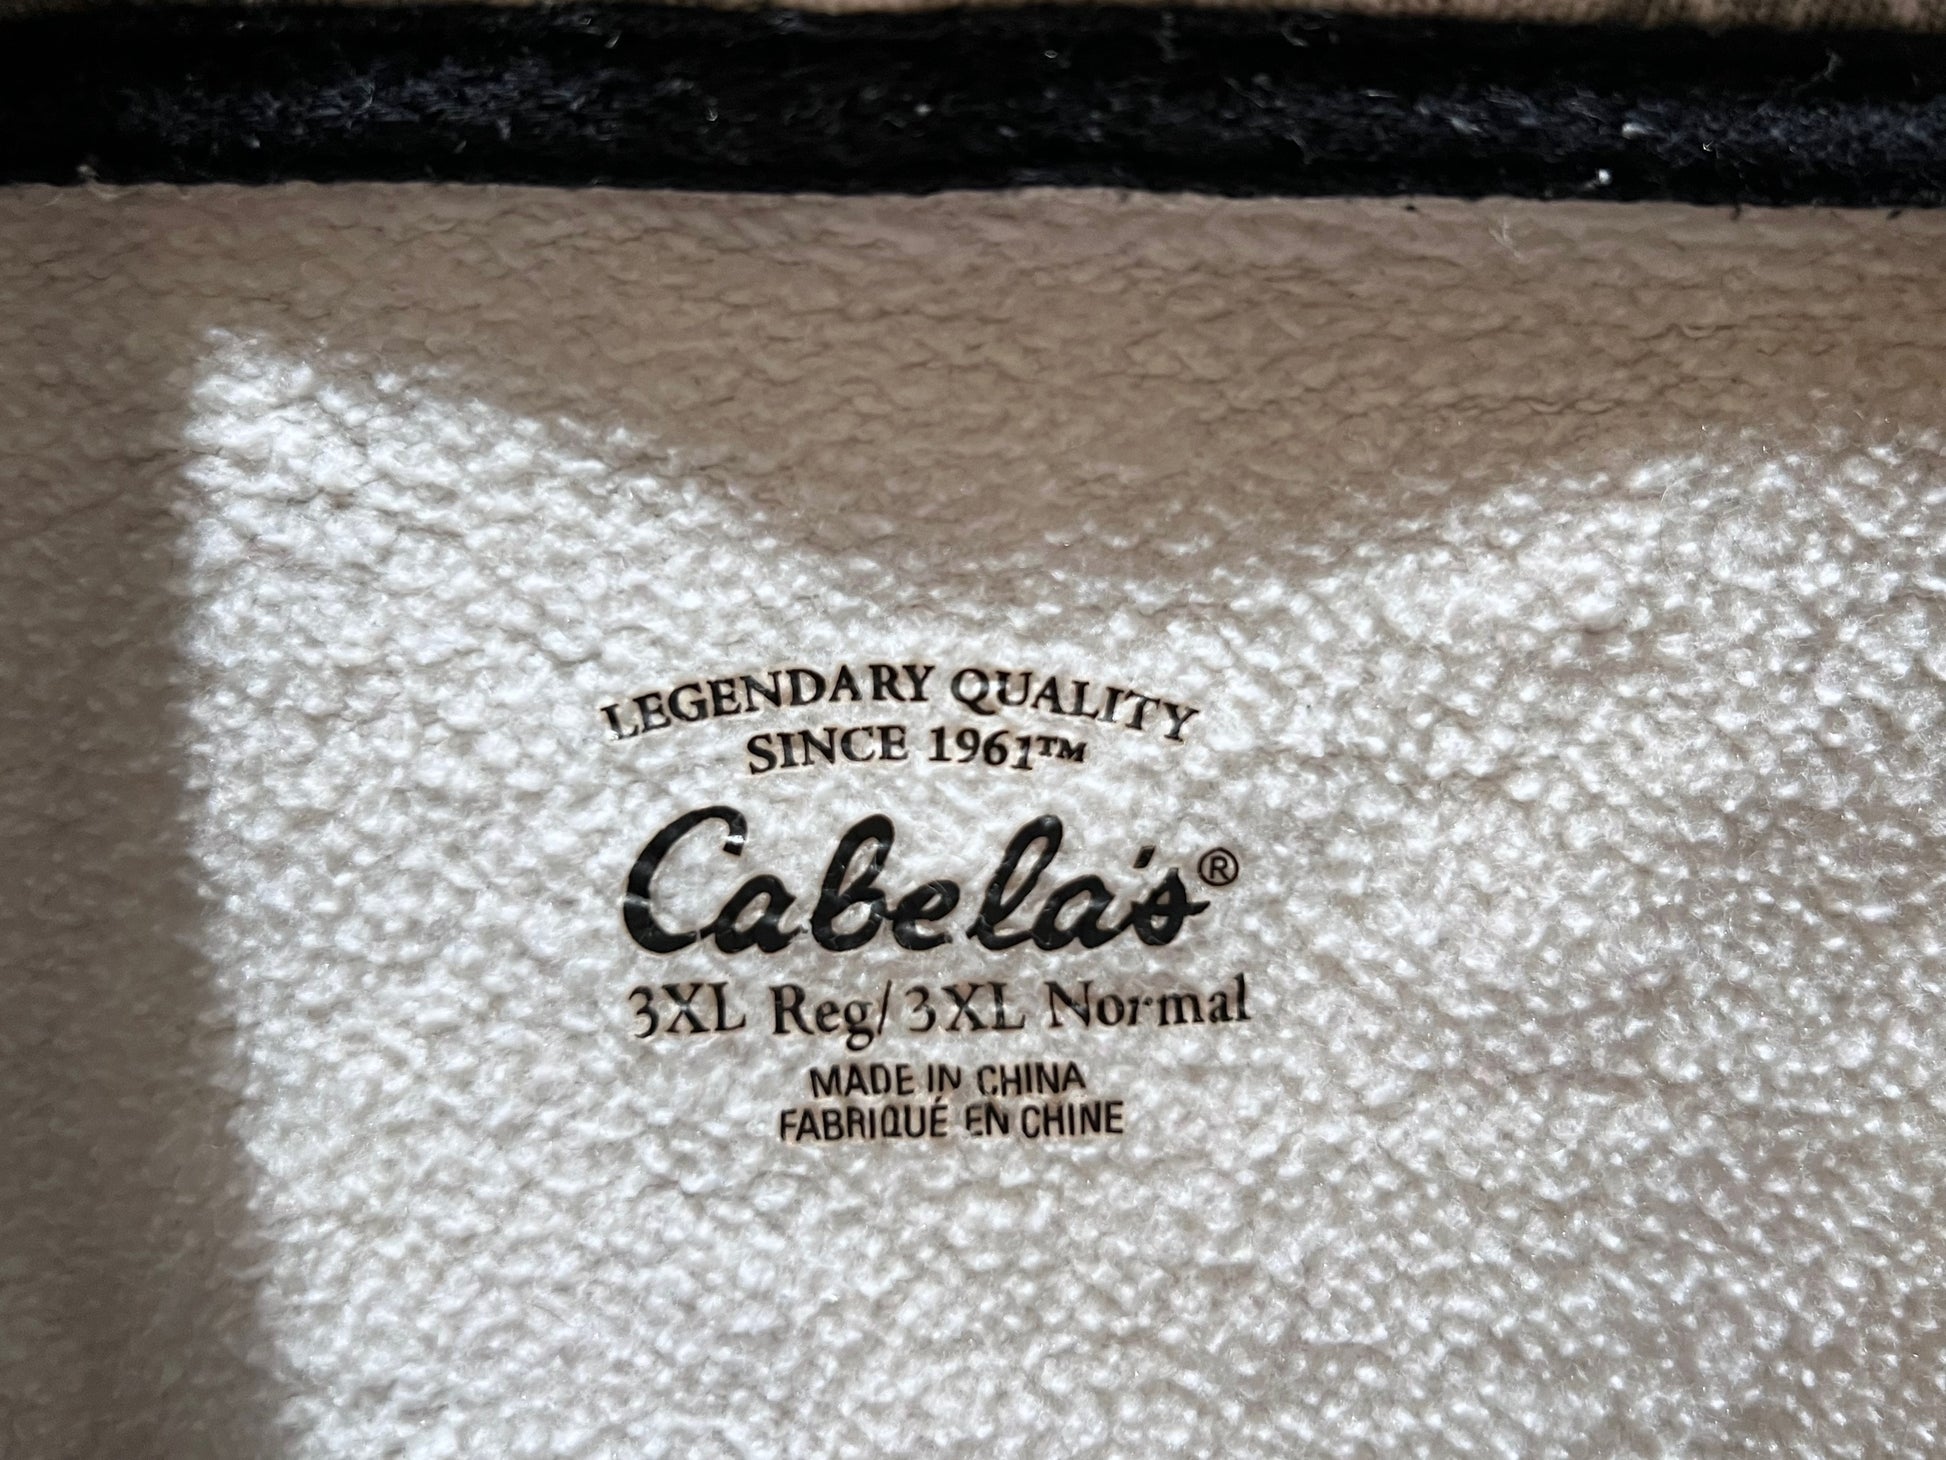 LEGENDARY QUALITY
SINCE 1961™
Cabela's®
3XL Reg/ 3XL Normal
MADE IN CHINA
FABRIQUÉ EN CHINE